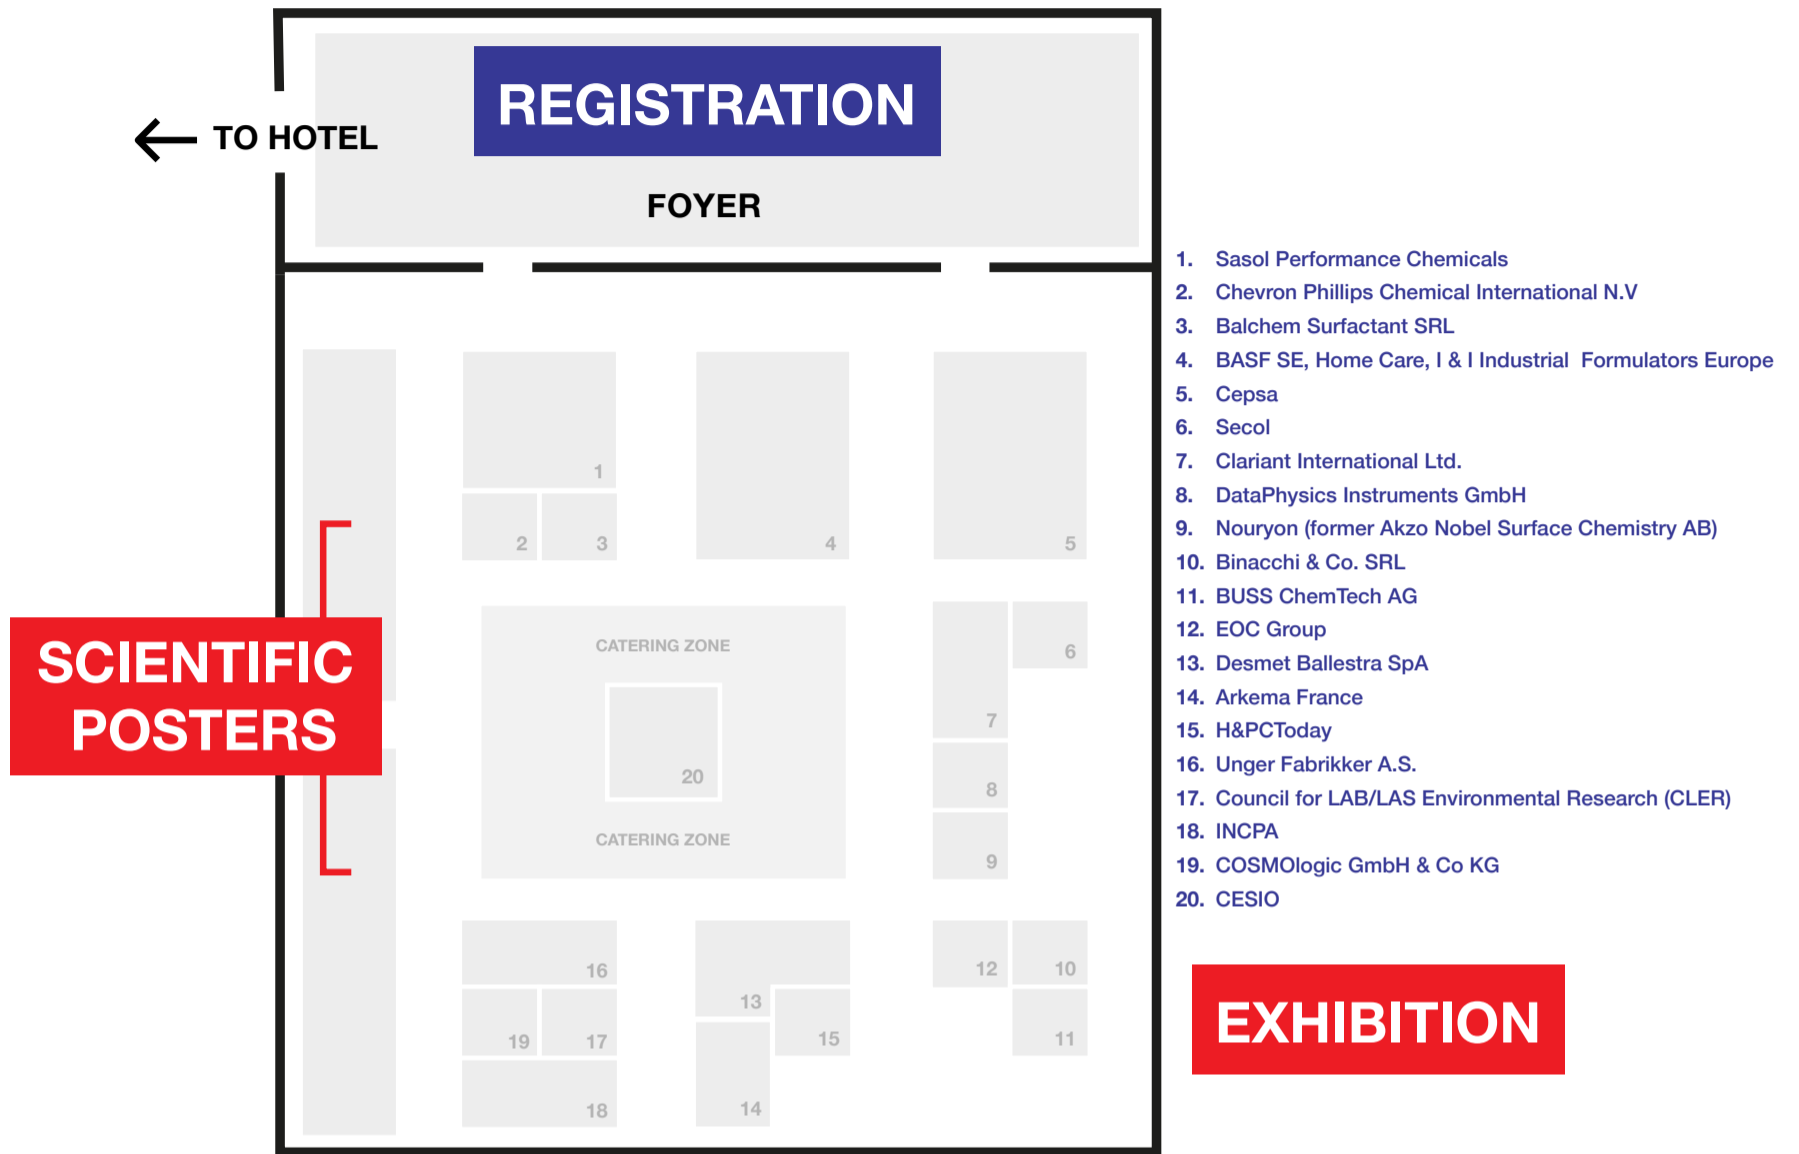 REGISTRATION
TO HOTEL
FOYER
1. Sasol Performance Chemicals
2. Chevron Phillips Chemical International N.V
3. Balchem Surfactant SRL
4. BASF SE, Home Care, I & I Industrial Formulators Europe
5. Cepsa
6. Secol
7. Clariant International Ltd.
8. DataPhysics Instruments GmbH
9. Nouryon (former Akzo Nobel Surface Chemistry AB)
10. Binacchi & Co. SRL
11. BUSS ChemTech AG
12. EOC Group
13. Desmet Ballestra SpA
14. Arkema France
15. H&PCToday
16. Unger Fabrikker A.S.
17. Council for LAB/LAS Environmental Research (CLER)
18. INCPA
19. COSMOlogic GmbH & Co KG
20. CESIO
1
2
3
4
5
SCIENTIFIC
POSTERS
CATERING ZONE
20
CATERING ZONE
6
7
8
9
16
19
17
18
13
15
14
12
10
11
EXHIBITION